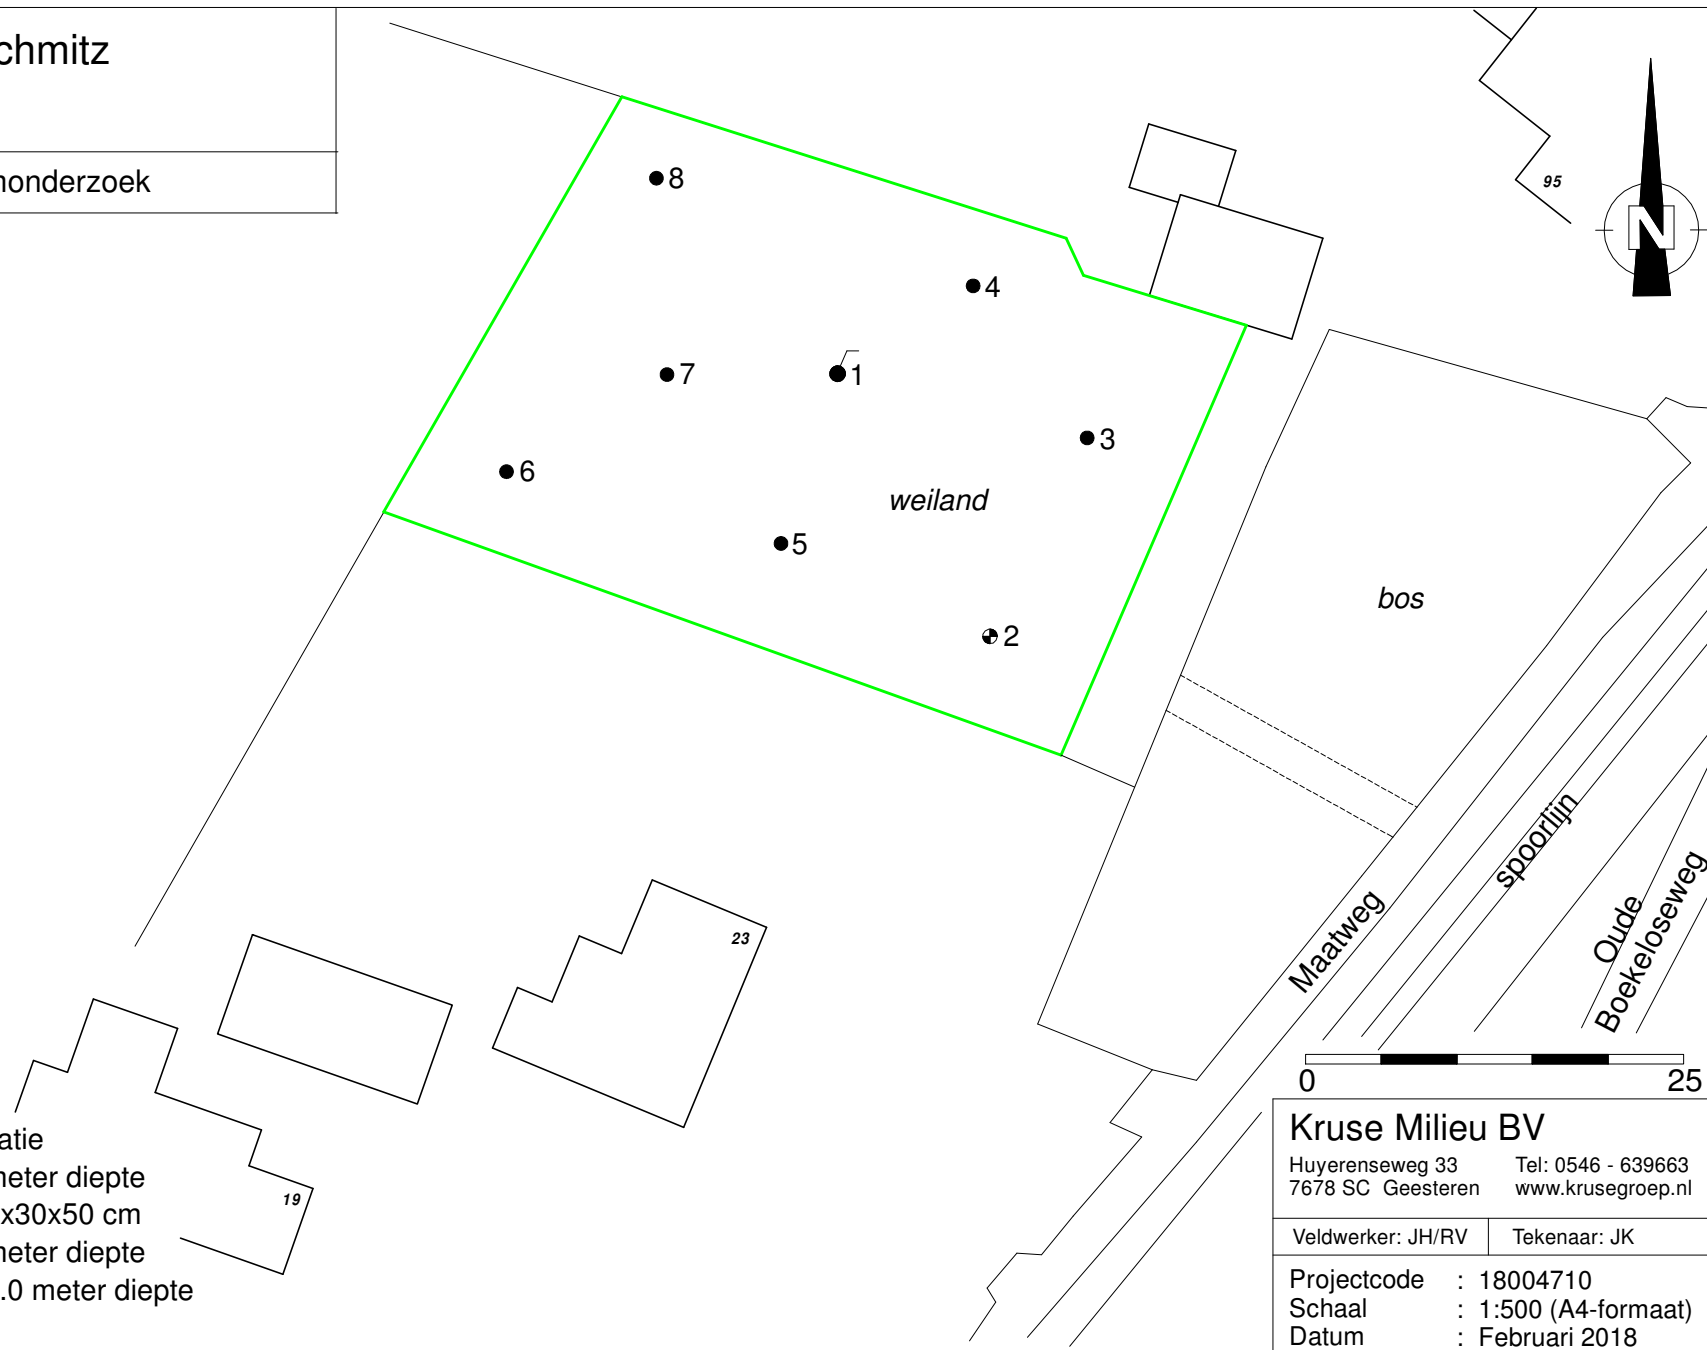 chmitz
nonderzoek
8
4
7
1
3
6
weiland
5
2
bos
95
N
23
19
Maatweg
spoorlijn
Oude
Boekeloseweg
0 25
atie
meter diepte
x30x50 cm
meter diepte
.0 meter diepte
Kruse Milieu BV
Huyerenseweg 33 Tel: 0546 - 639663
7678 SC Geesteren www.krusegroep.nl
Veldwerker: JH/RV Tekenaar: JK
Projectcode : 18004710
Schaal : 1:500 (A4-formaat)
Datum : Februari 2018